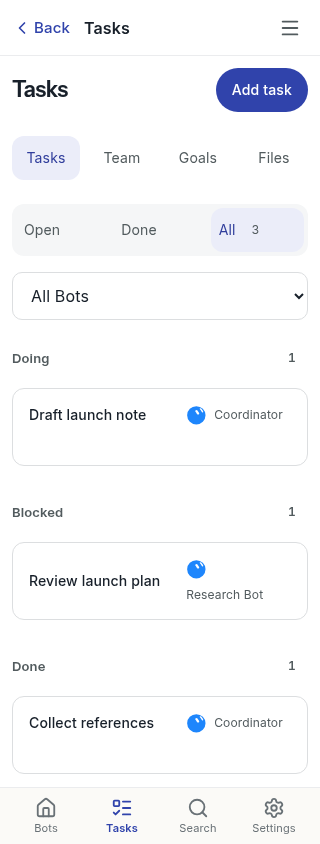 Back Tasks
Tasks
Add task
Tasks Team Goals Files
Open Done All 3
All Bots
Doing 1
Draft launch note Coordinator
Blocked 1
Review launch plan Research Bot
Done 1
Collect references Coordinator
Bots Tasks Search Settings